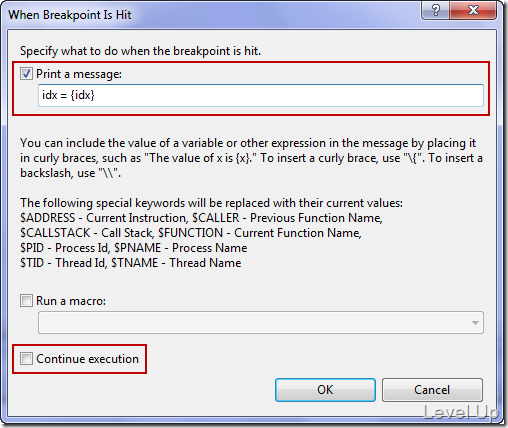 When Breakpoint Is Hit
Specify what to do when the breakpoint is hit.
Print a message:
idx = {idx}
You can include the value of a variable or other expression in the message by placing it
in curly braces, such as "The value of x is {x}." To insert a curly brace, use "\{". To insert a
backslash, use "\\".
The following special keywords will be replaced with their current values:
$ADDRESS - Current Instruction, $CALLER - Previous Function Name,
$CALLSTACK - Call Stack, $FUNCTION - Current Function Name,
$PID - Process Id, $PNAME - Process Name
$TID - Thread Id, $TNAME - Thread Name
Run a macro:
Continue execution
OK Cancel
Level Up